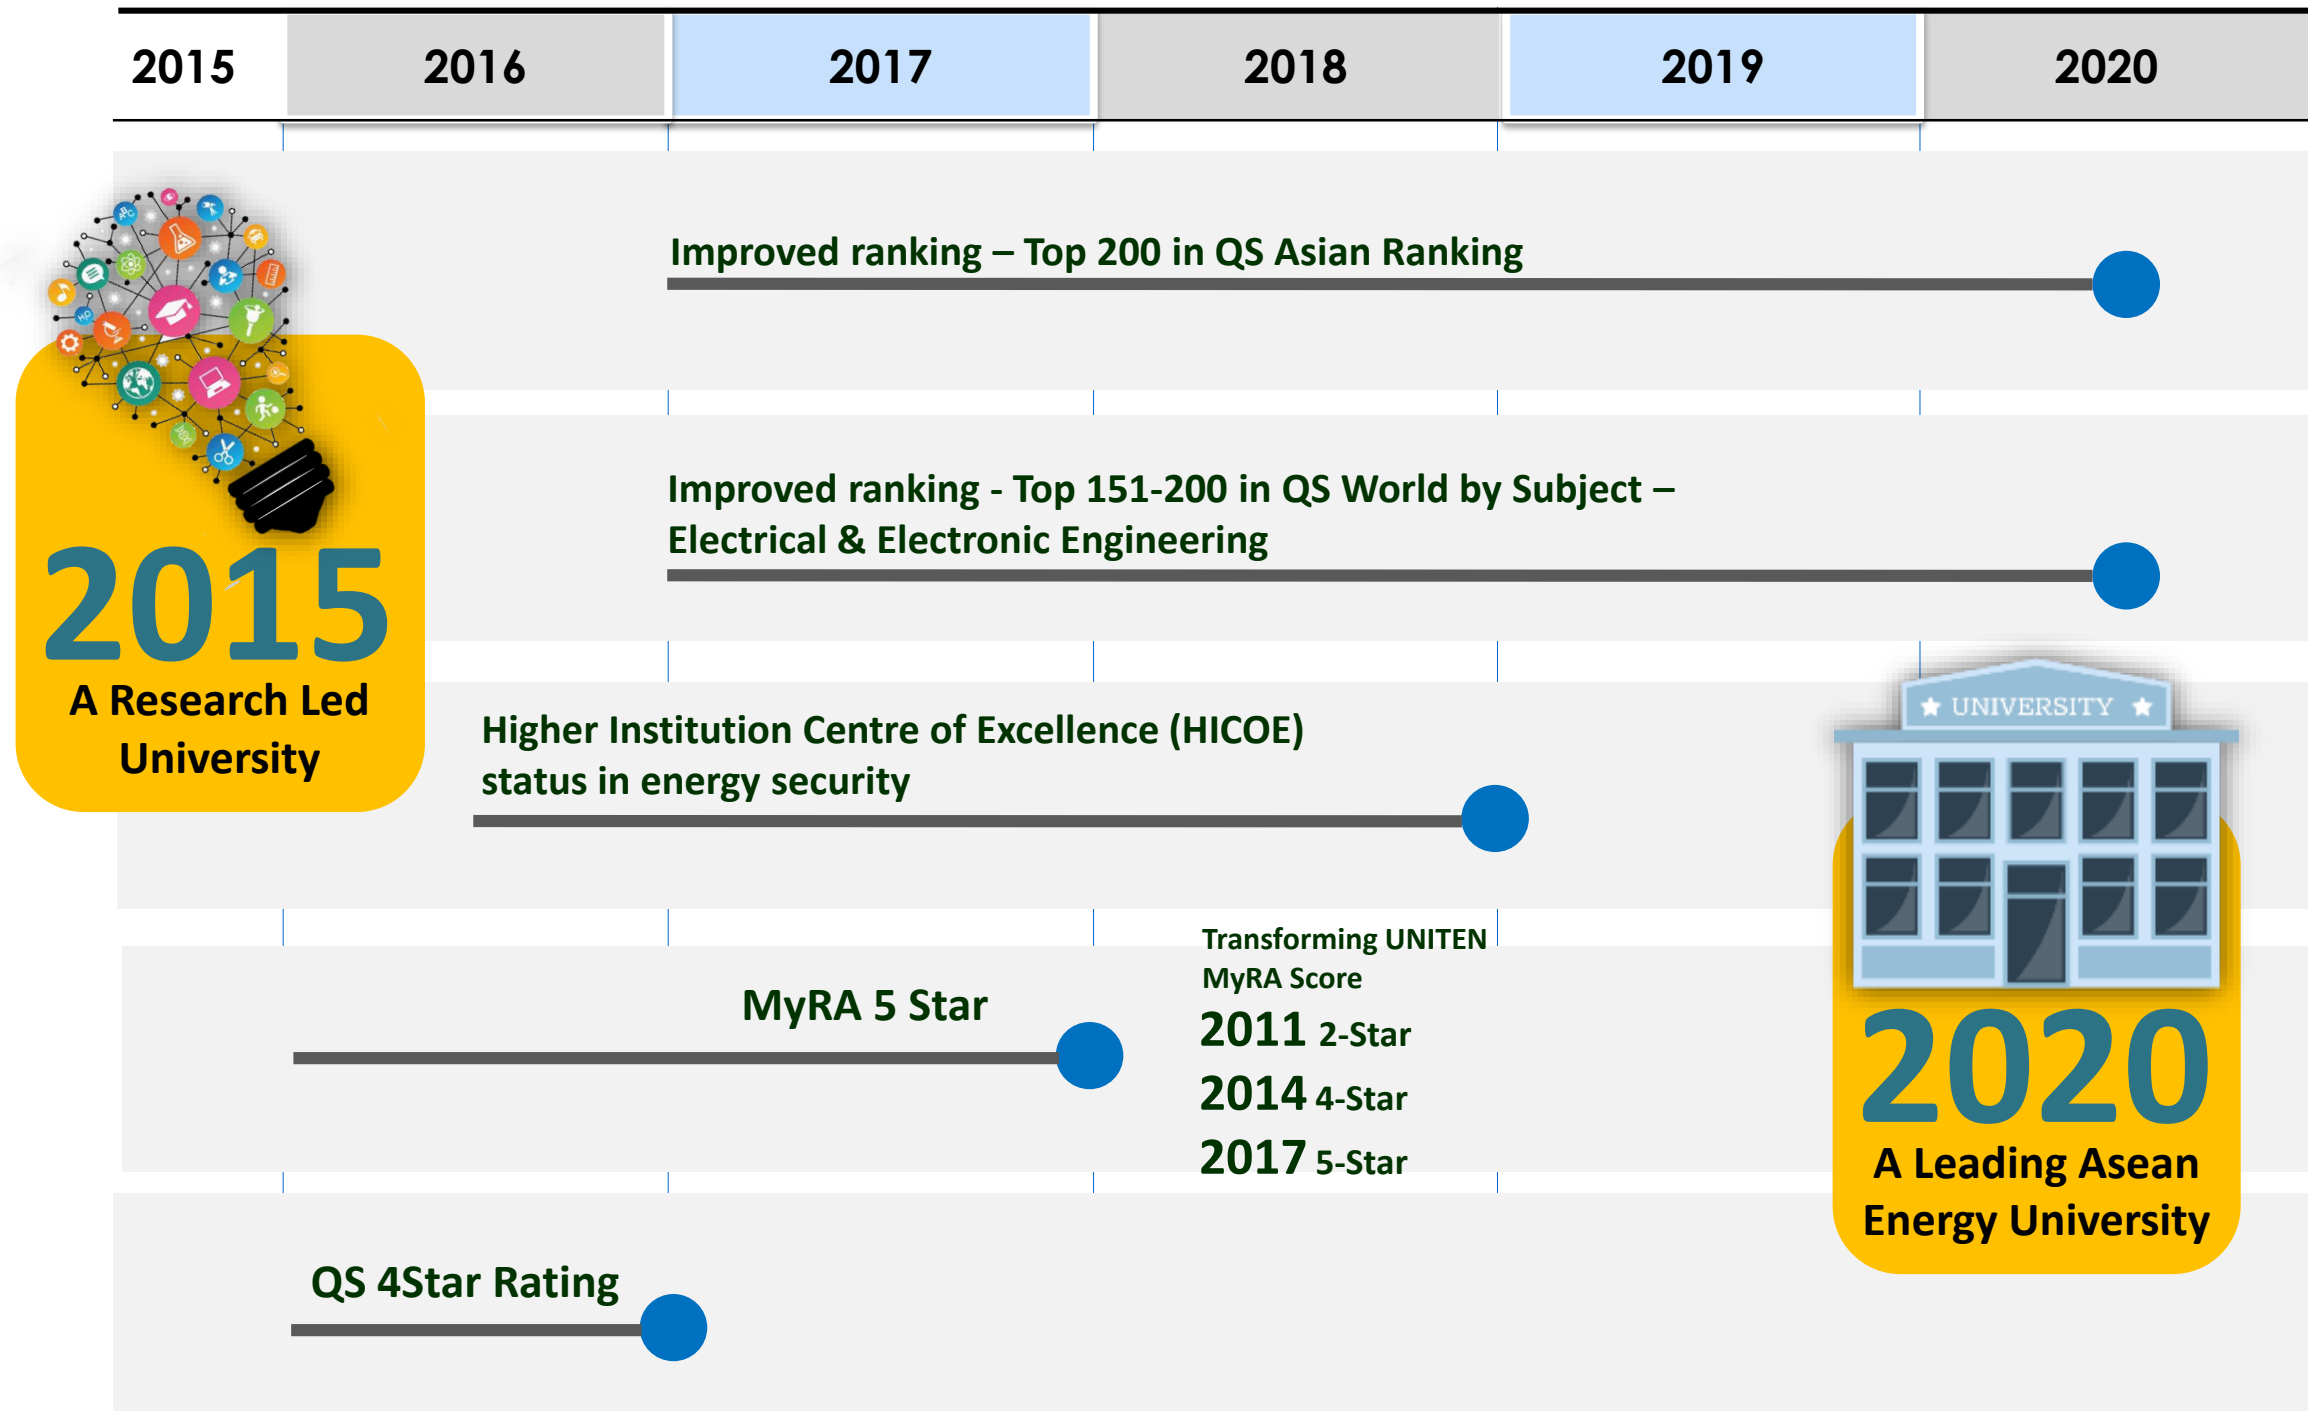 2015 2016 2017 2018 2019 2020
Improved ranking – Top 200 in QS Asian Ranking
Improved ranking - Top 151-200 in QS World by Subject –
Electrical & Electronic Engineering
2015
A Research Led
University
Higher Institution Centre of Excellence (HICOE)
status in energy security
★ UNIVERSITY ★
MyRA 5 Star
Transforming UNITEN
MyRA Score
2011 2-Star
2014 4-Star
2017 5-Star
2020
A Leading Asean
Energy University
QS 4Star Rating